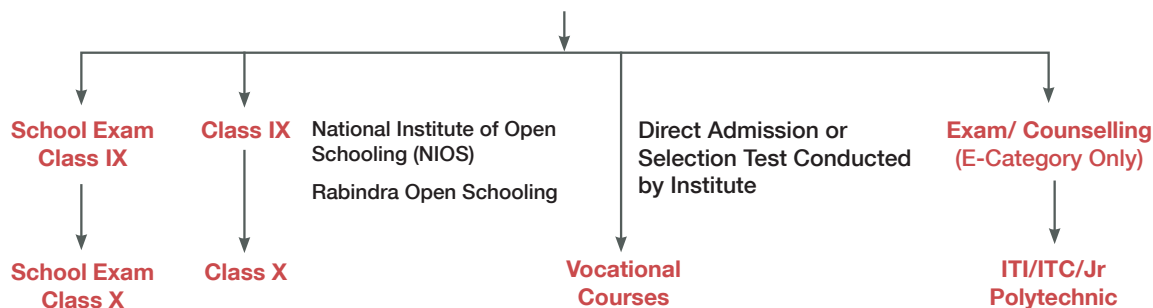 School Exam
Class IX
Class IX
National Institute of Open
Schooling (NIOS)
Rabindra Open Schooling
Direct Admission or
Selection Test Conducted
by Institute
Exam/ Counselling
(E-Category Only)
School Exam
Class X
Class X
Vocational
Courses
ITI/ITC/Jr
Polytechnic